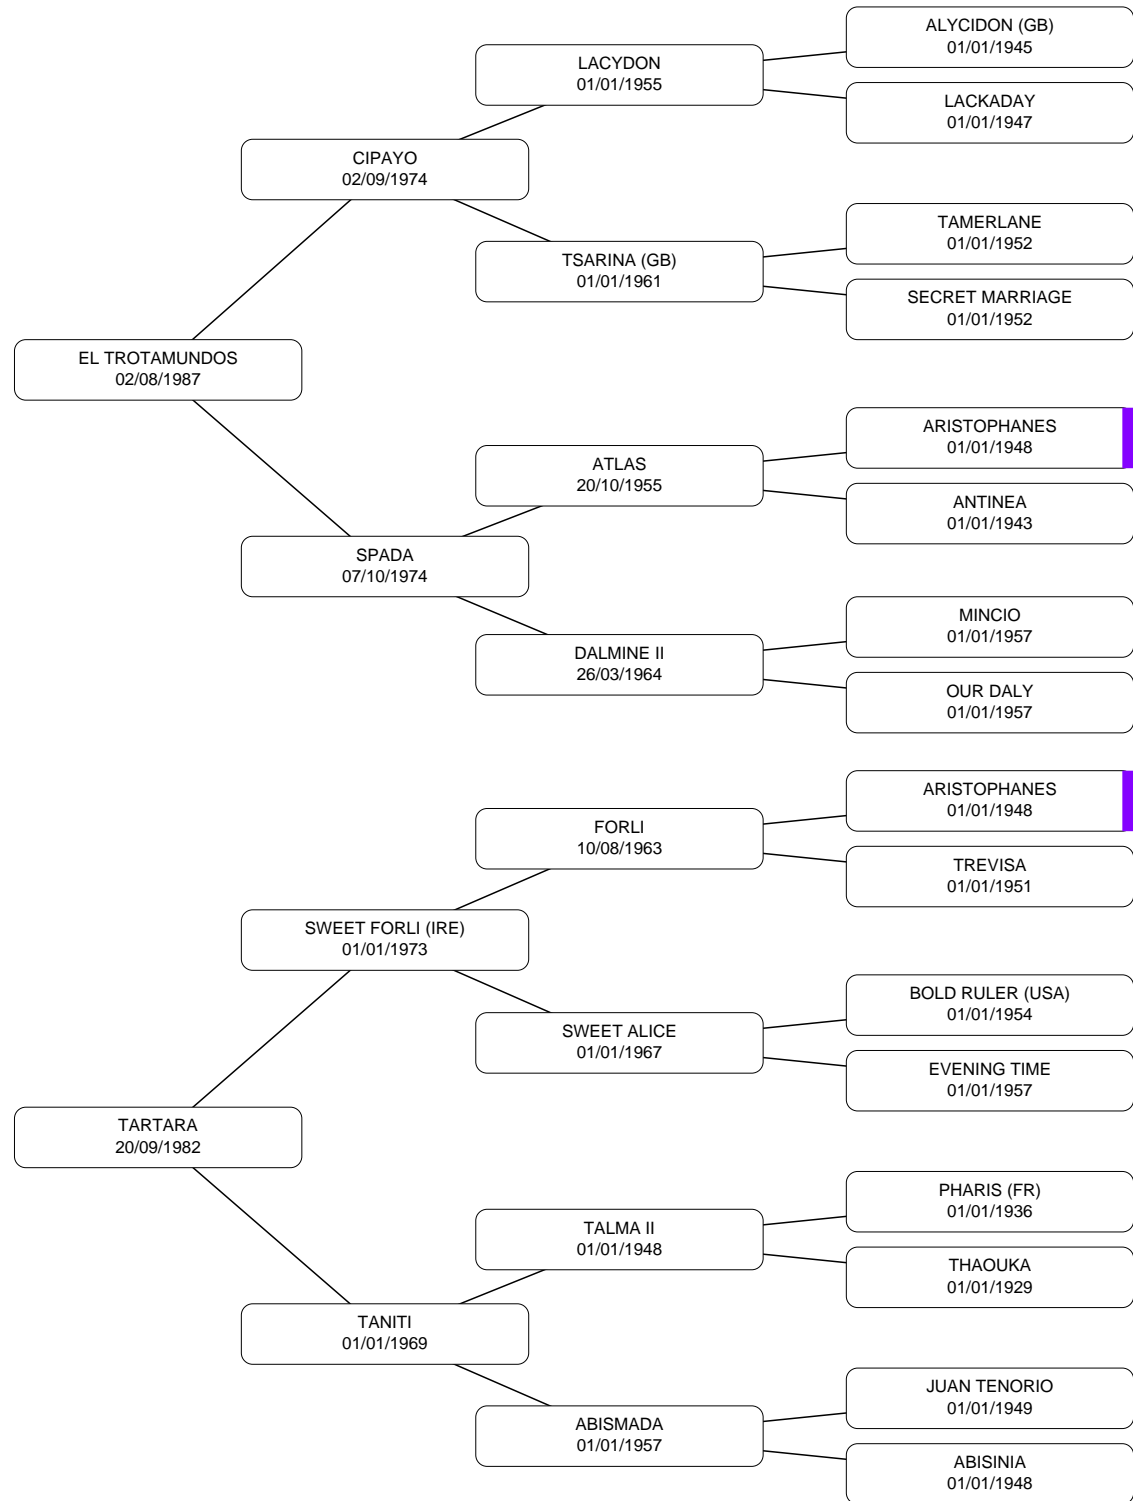 ALYCIDON (GB)
01/01/1945
LACYDON
01/01/1955
LACKADAY
01/01/1947
CIPAYO
02/09/1974
TAMERLANE
01/01/1952
TSARINA (GB)
01/01/1961
SECRET MARRIAGE
01/01/1952
EL TROTAMUNDOS
02/08/1987
ARISTOPHANES
01/01/1948
ATLAS
20/10/1955
ANTINEA
01/01/1943
SPADA
07/10/1974
MINCIO
01/01/1957
DALMINE II
26/03/1964
OUR DALY
01/01/1957
ARISTOPHANES
01/01/1948
FORLI
10/08/1963
TREVISA
01/01/1951
SWEET FORLI (IRE)
01/01/1973
BOLD RULER (USA)
01/01/1954
SWEET ALICE
01/01/1967
EVENING TIME
01/01/1957
TARTARA
20/09/1982
PHARIS (FR)
01/01/1936
TALMA II
01/01/1948
THAOUKA
01/01/1929
TANITI
01/01/1969
JUAN TENORIO
01/01/1949
ABISMADA
01/01/1957
ABISINIA
01/01/1948